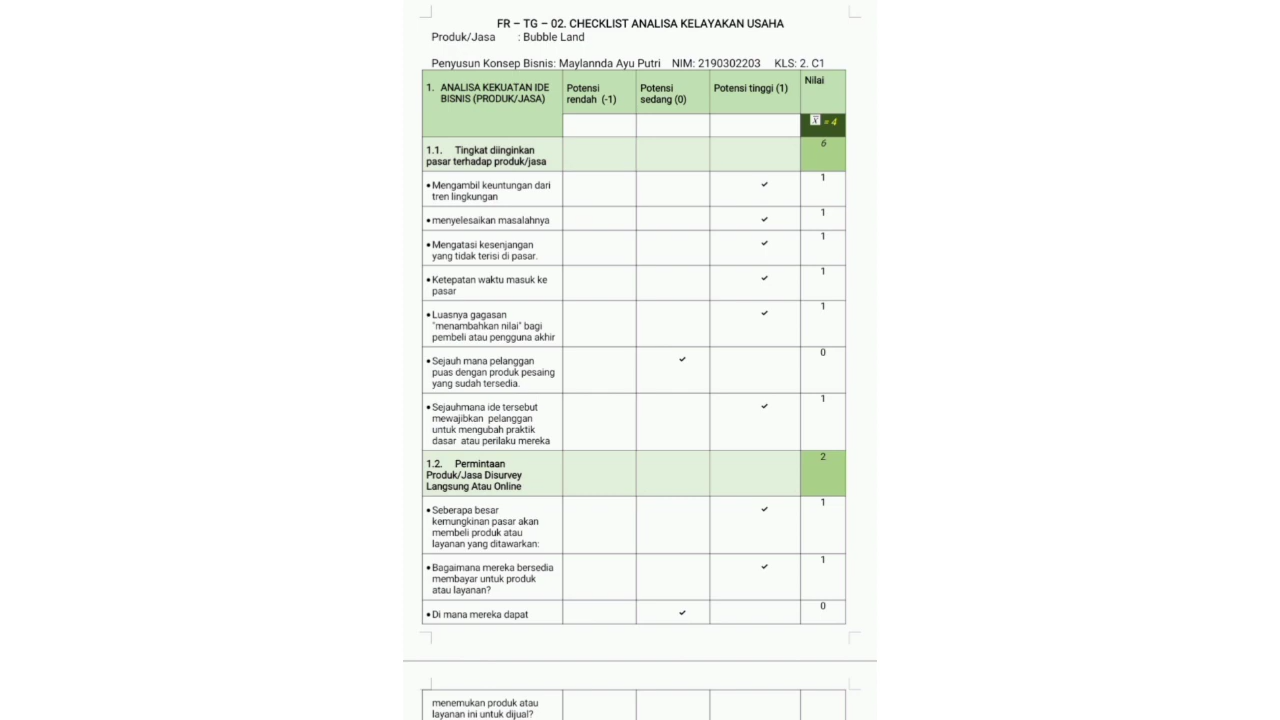 FR – TG – 02. CHECKLIST ANALISA KELAYAKAN USAHA
Produk/Jasa : Bubble Land
Penyusun Konsep Bisnis: Maylannda Ayu Putri NIM: 2190302203 KLS: 2. C1
1. ANALISA KEKUATAN IDE
BISNIS (PRODUK/JASA)
Potensi
rendah (-1)
Potensi
sedang (0)
Potensi tinggi (1)
Nilai
x̅ = 4
1.1. Tingkat diinginkan
pasar terhadap produk/jasa
6
• Mengambil keuntungan dari
tren lingkungan
✓
1
• menyelesaikan masalahnya
✓
1
• Mengatasi kesenjangan
yang tidak terisi di pasar.
✓
1
• Ketepatan waktu masuk ke
pasar
✓
1
• Luasnya gagasan
"menambahkan nilai" bagi
pembeli atau pengguna akhir
✓
1
• Sejauh mana pelanggan
puas dengan produk pesaing
yang sudah tersedia.
✓
0
• Sejauhmana ide tersebut
mewajibkan pelanggan
untuk mengubah praktik
dasar atau perilaku mereka
✓
1
1.2. Permintaan
Produk/Jasa Disurvey
Langsung Atau Online
2
• Seberapa besar
kemungkinan pasar akan
membeli produk atau
layanan yang ditawarkan:
✓
1
• Bagaimana mereka bersedia
membayar untuk produk
atau layanan?
✓
1
• Di mana mereka dapat
✓
0
menemukan produk atau
layanan ini untuk dijual?